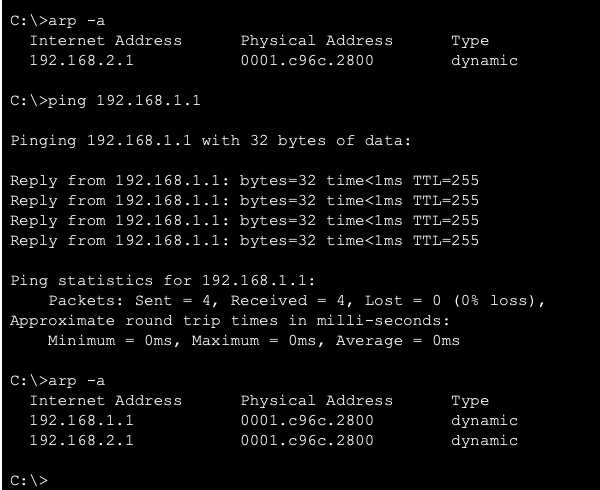 C:\>arp -a
Internet Address Physical Address Type
192.168.2.1 0001.c96c.2800 dynamic
C:\>ping 192.168.1.1
Pinging 192.168.1.1 with 32 bytes of data:
Reply from 192.168.1.1: bytes=32 time<1ms TTL=255
Reply from 192.168.1.1: bytes=32 time<1ms TTL=255
Reply from 192.168.1.1: bytes=32 time<1ms TTL=255
Reply from 192.168.1.1: bytes=32 time<1ms TTL=255
Ping statistics for 192.168.1.1:
Packets: Sent = 4, Received = 4, Lost = 0 (0% loss),
Approximate round trip times in milli-seconds:
Minimum = 0ms, Maximum = 0ms, Average = 0ms
C:\>arp -a
Internet Address Physical Address Type
192.168.1.1 0001.c96c.2800 dynamic
192.168.2.1 0001.c96c.2800 dynamic
C:\>